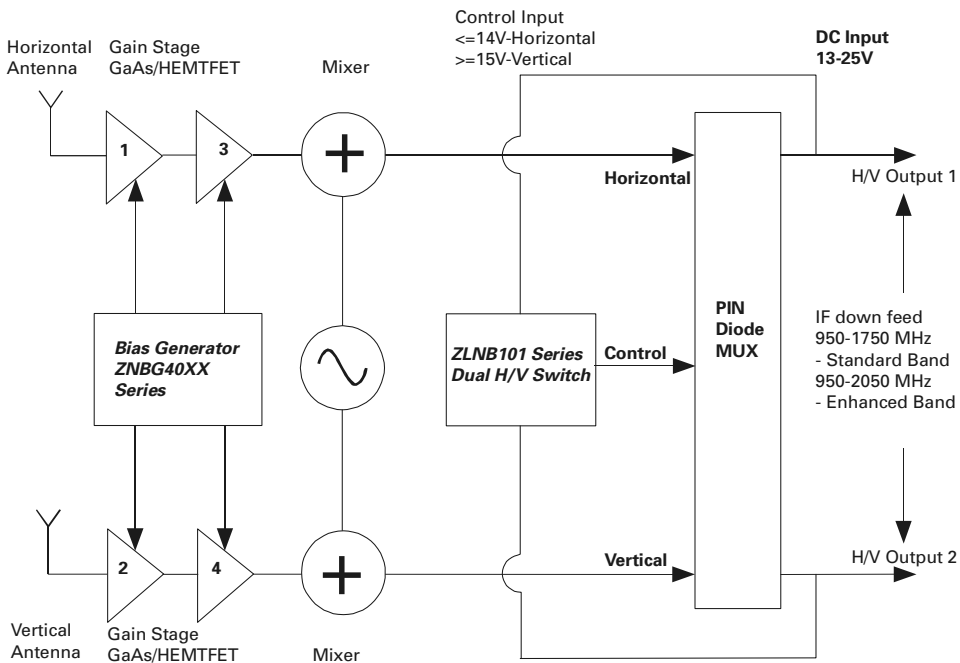 Control Input
<=14V-Horizontal
>=15V-Vertical
DC Input
13-25V
Horizontal
Antenna
Gain Stage
GaAs/HEMTFET
Mixer
1
3
+
Horizontal
H/V Output 1
Bias Generator
ZNBG40XX
Series
ZLNB101 Series
Dual H/V Switch
Control
PIN
Diode
MUX
IF down feed
950-1750 MHz
- Standard Band
950-2050 MHz
- Enhanced Band
2
4
+
Vertical
H/V Output 2
Vertical
Antenna
Gain Stage
GaAs/HEMTFET
Mixer